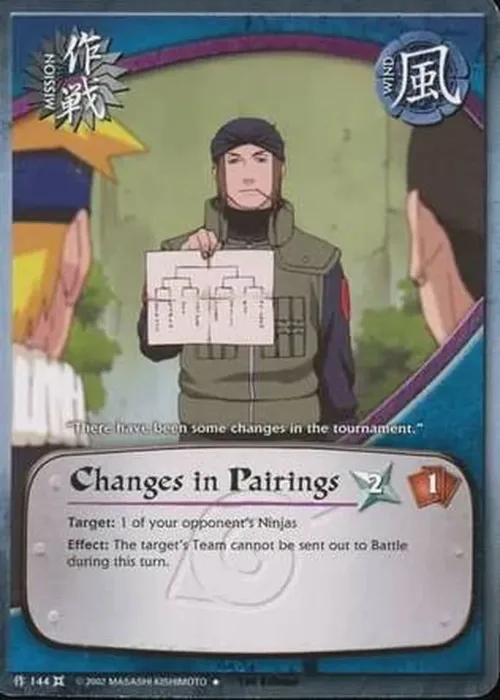 MISSION
作戦
WIND
風
"There have been some changes in the tournament."
Changes in Pairings 2 1
Target: 1 of your opponent's Ninjas
Effect: The target's Team cannot be sent out to Battle
during this turn.
作 144 © 2002 MASASHI KISHIMOTO ★